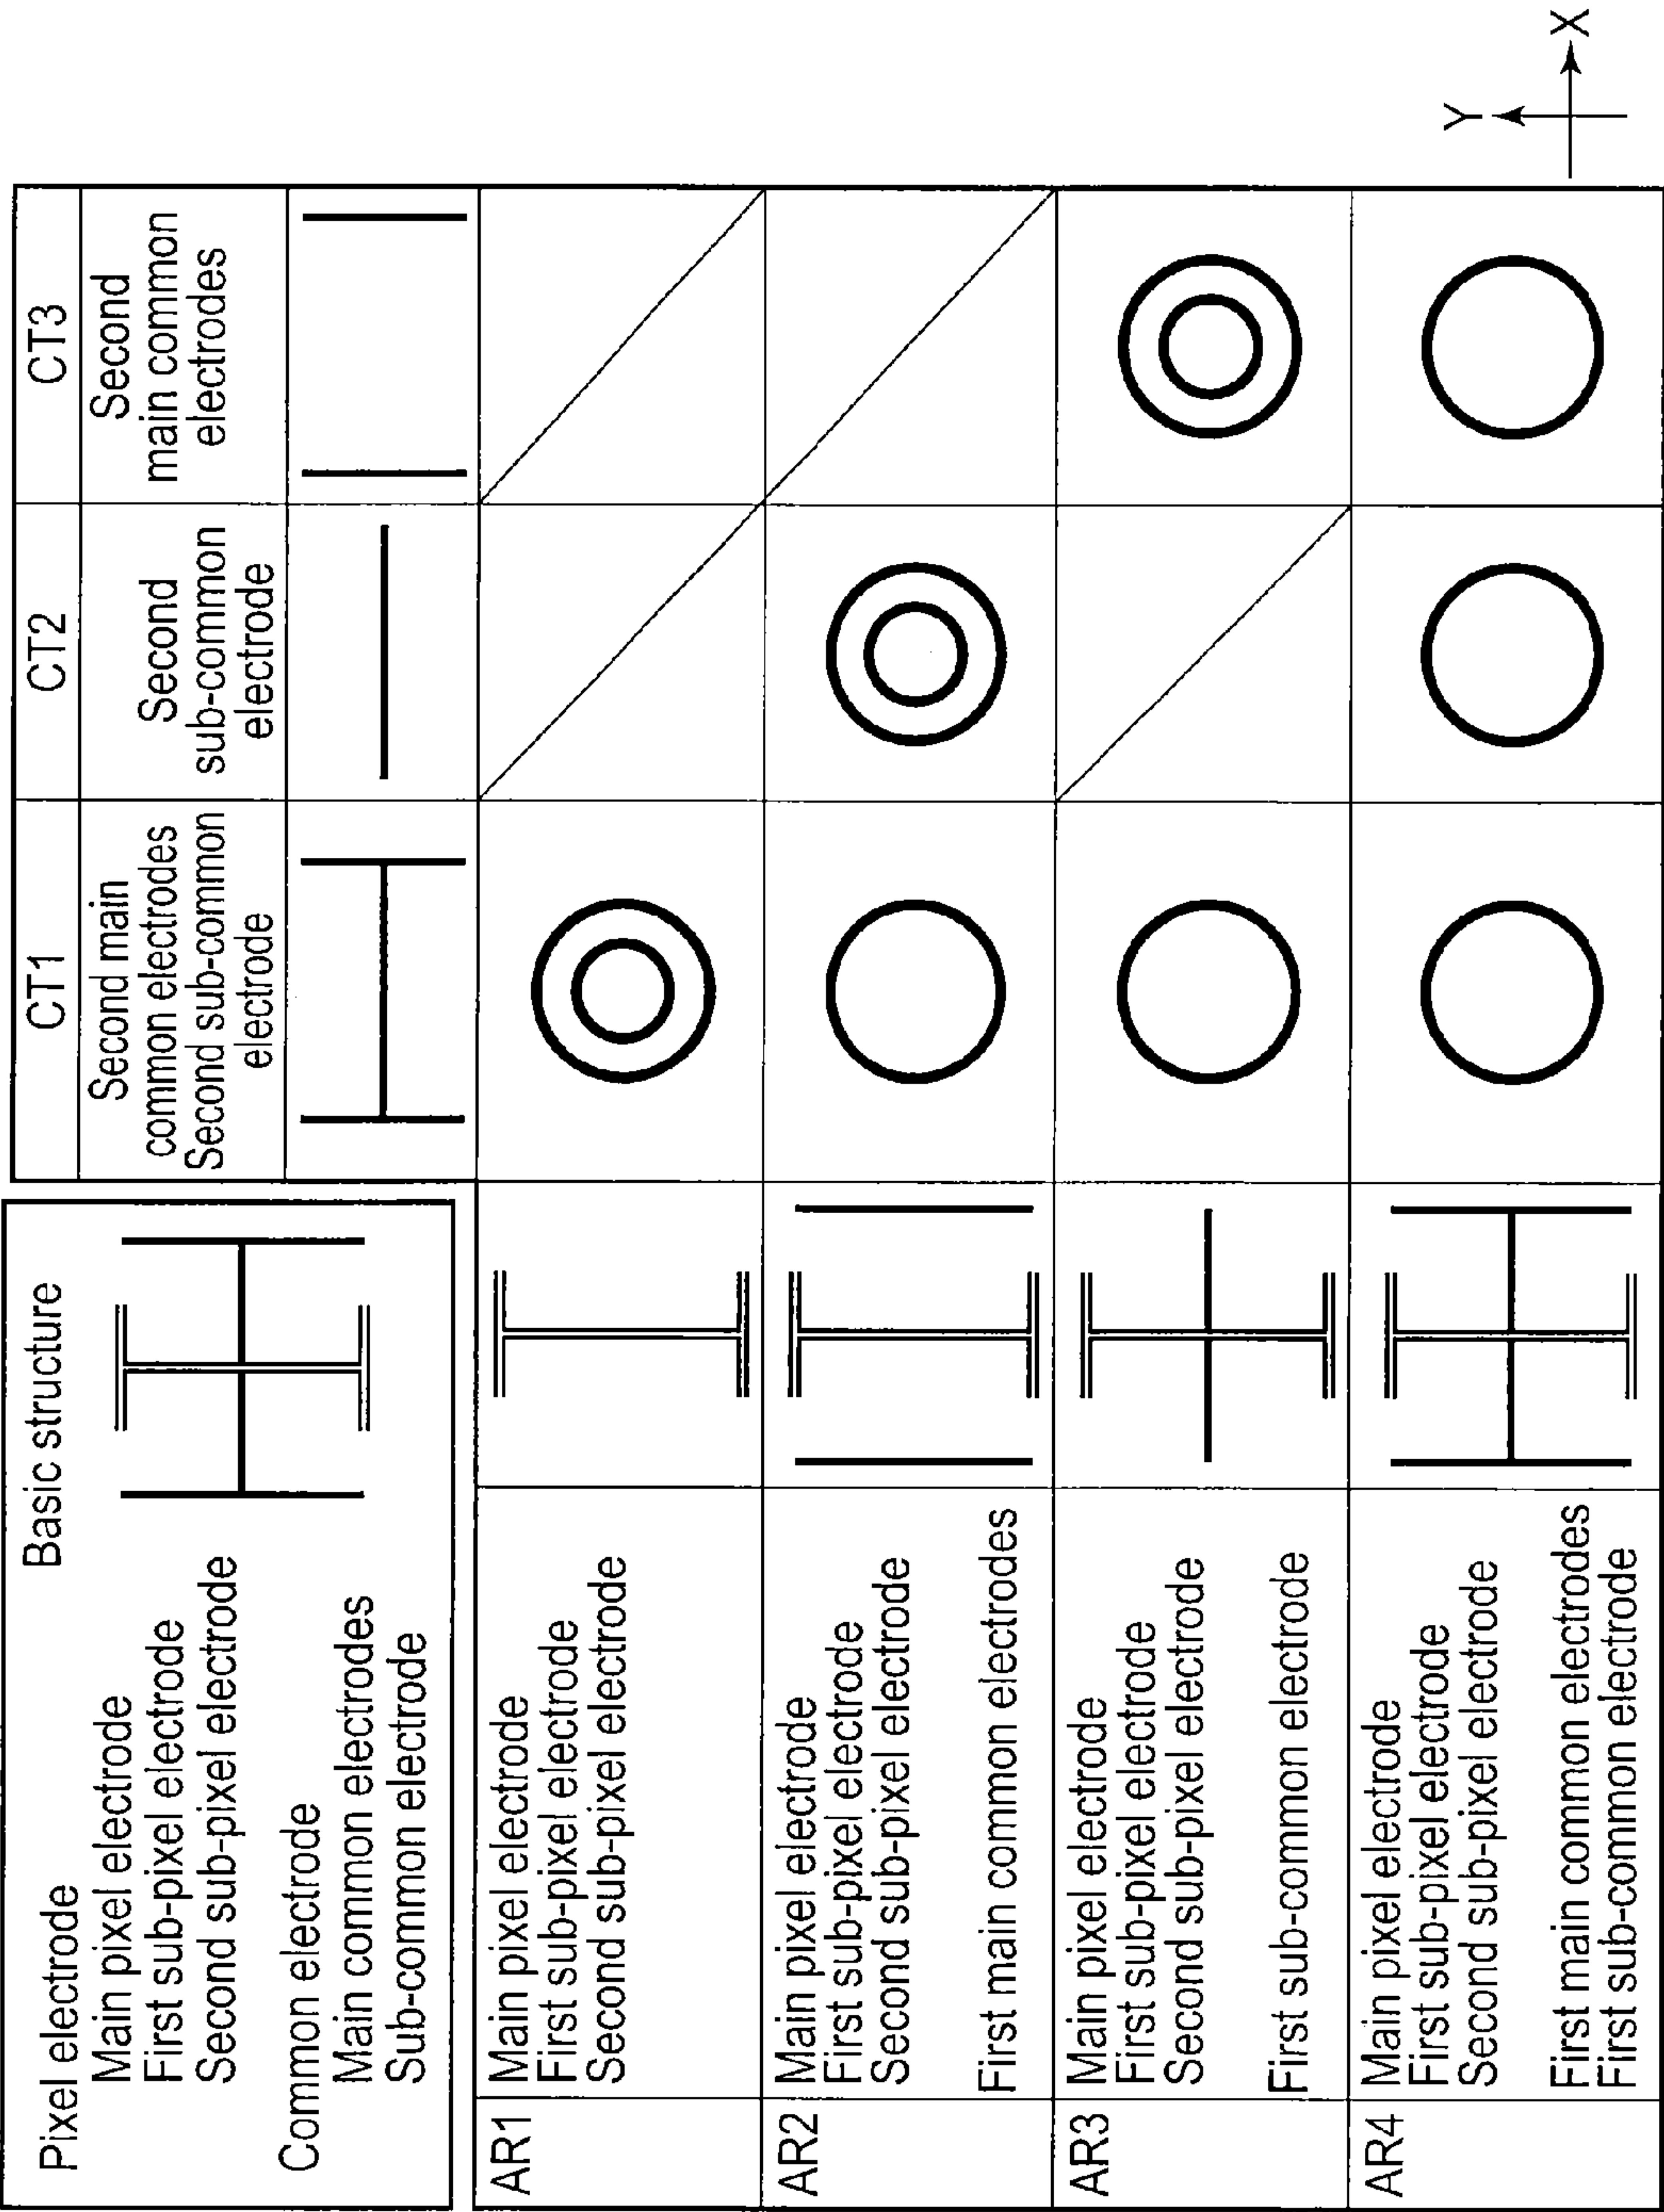 Basic structure
Pixel electrode
Main pixel electrode
First sub-pixel electrode
Second sub-pixel electrode
Common electrode
Main common electrodes
Sub-common electrode
CT1
CT2
CT3
Second main
common electrodes
Second sub-common
electrode
Second
sub-common
electrode
Second
main common
electrodes
AR1
Main pixel electrode
First sub-pixel electrode
Second sub-pixel electrode
AR2
Main pixel electrode
First sub-pixel electrode
Second sub-pixel electrode
First main common electrodes
AR3
Main pixel electrode
First sub-pixel electrode
Second sub-pixel electrode
First sub-common electrode
AR4
Main pixel electrode
First sub-pixel electrode
Second sub-pixel electrode
First main common electrodes
First sub-common electrode
Y
X